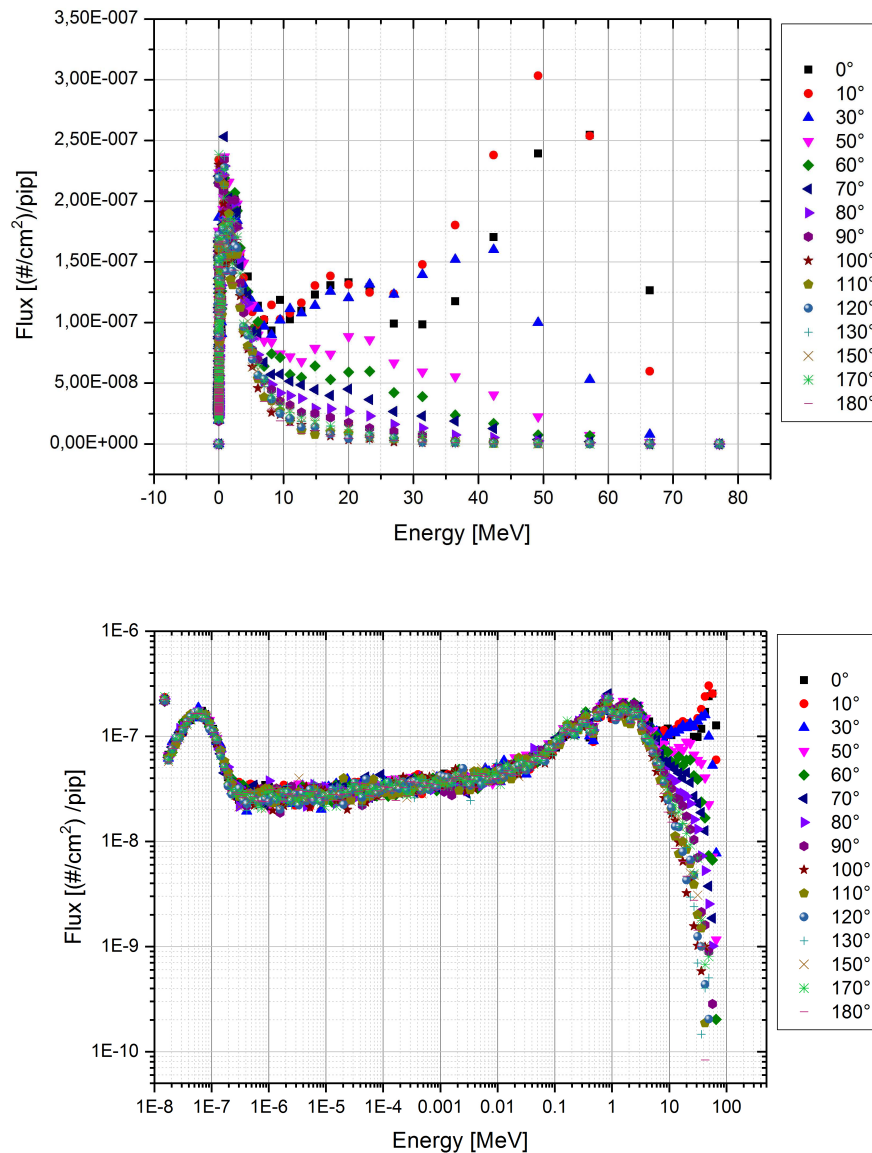 3,50E-007
3,00E-007
2,50E-007
2,00E-007
1,50E-007
1,00E-007
5,00E-008
0,00E+000
Flux [(#/cm²)/pip]
-10 0 10 20 30 40 50 60 70 80
Energy [MeV]
0°
10°
30°
50°
60°
70°
80°
90°
100°
110°
120°
130°
150°
170°
180°
1E-6
1E-7
1E-8
1E-9
1E-10
Flux [(#/cm²) /pip]
1E-8 1E-7 1E-6 1E-5 1E-4 0.001 0.01 0.1 1 10 100
Energy [MeV]
0°
10°
30°
50°
60°
70°
80°
90°
100°
110°
120°
130°
150°
170°
180°